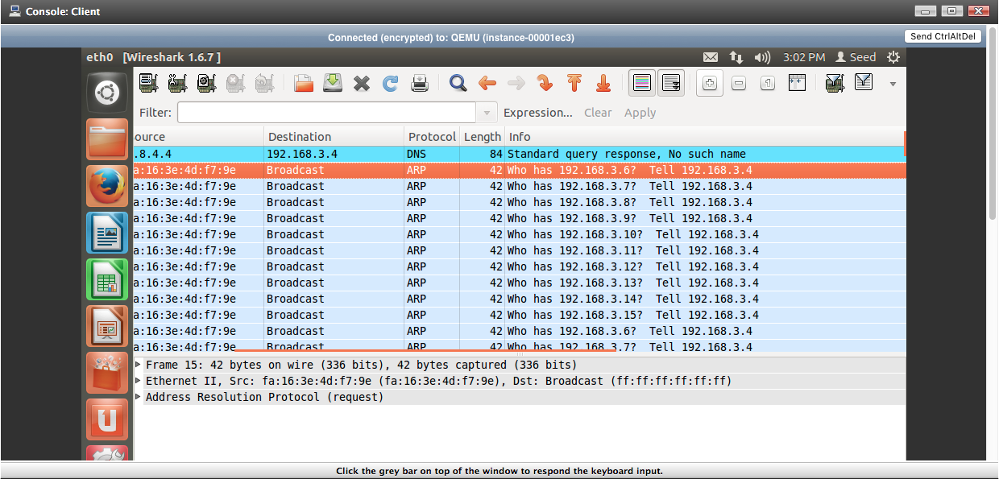 Console: Client
Connected (encrypted) to: QEMU (instance-00001ec3)
Send CtrlAltDel
eth0 [Wireshark 1.6.7 ]
3:02 PM Seed
Filter: Expression... Clear Apply
ource Destination Protocol Length Info
.8.4.4 192.168.3.4 DNS 84 Standard query response, No such name
a:16:3e:4d:f7:9e Broadcast ARP 42 Who has 192.168.3.6? Tell 192.168.3.4
a:16:3e:4d:f7:9e Broadcast ARP 42 Who has 192.168.3.7? Tell 192.168.3.4
a:16:3e:4d:f7:9e Broadcast ARP 42 Who has 192.168.3.8? Tell 192.168.3.4
a:16:3e:4d:f7:9e Broadcast ARP 42 Who has 192.168.3.9? Tell 192.168.3.4
a:16:3e:4d:f7:9e Broadcast ARP 42 Who has 192.168.3.10? Tell 192.168.3.4
a:16:3e:4d:f7:9e Broadcast ARP 42 Who has 192.168.3.11? Tell 192.168.3.4
a:16:3e:4d:f7:9e Broadcast ARP 42 Who has 192.168.3.12? Tell 192.168.3.4
a:16:3e:4d:f7:9e Broadcast ARP 42 Who has 192.168.3.13? Tell 192.168.3.4
a:16:3e:4d:f7:9e Broadcast ARP 42 Who has 192.168.3.14? Tell 192.168.3.4
a:16:3e:4d:f7:9e Broadcast ARP 42 Who has 192.168.3.15? Tell 192.168.3.4
a:16:3e:4d:f7:9e Broadcast ARP 42 Who has 192.168.3.6? Tell 192.168.3.4
a:16:3e:4d:f7:9e Broadcast ARP 42 Who has 192.168.3.7? Tell 192.168.3.4
Frame 15: 42 bytes on wire (336 bits), 42 bytes captured (336 bits)
Ethernet II, Src: fa:16:3e:4d:f7:9e (fa:16:3e:4d:f7:9e), Dst: Broadcast (ff:ff:ff:ff:ff:ff)
Address Resolution Protocol (request)
Click the grey bar on top of the window to respond the keyboard input.